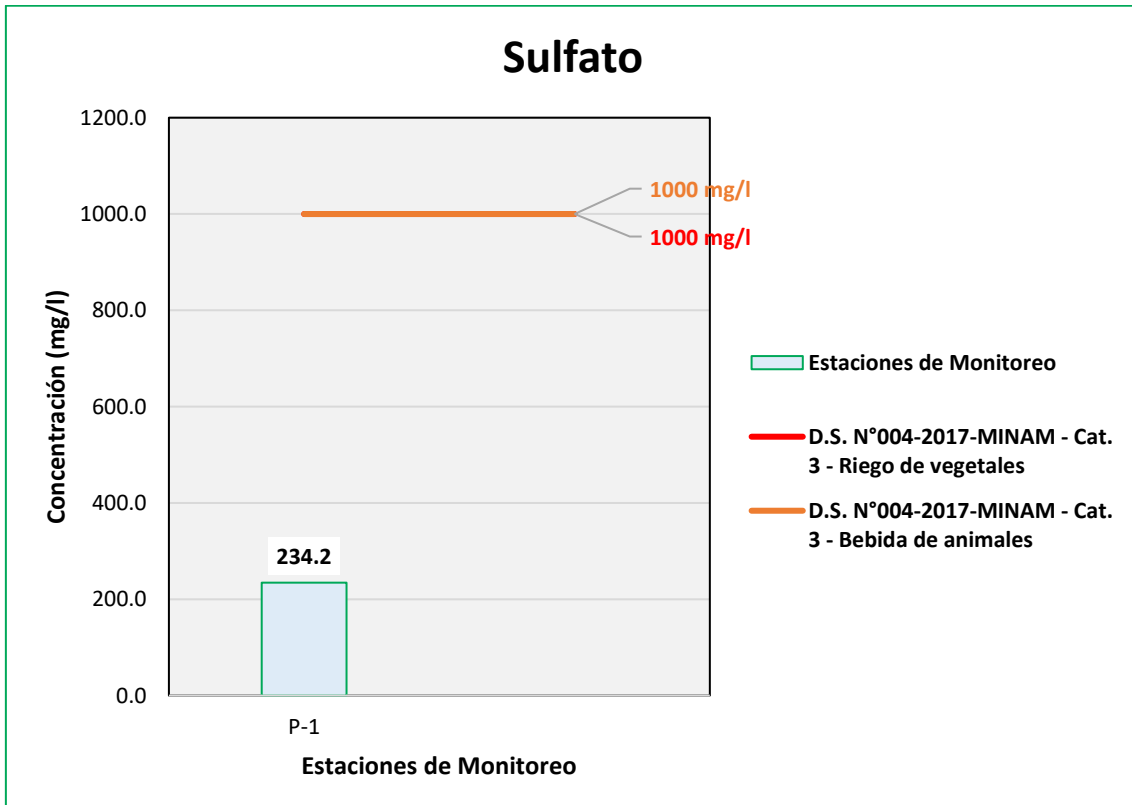 Sulfato
1200.0
1000.0
800.0
600.0
400.0
200.0
0.0
Concentración (mg/l)
1000 mg/l
1000 mg/l
234.2
P-1
Estaciones de Monitoreo
Estaciones de Monitoreo
D.S. N°004-2017-MINAM - Cat.
3 - Riego de vegetales
D.S. N°004-2017-MINAM - Cat.
3 - Bebida de animales